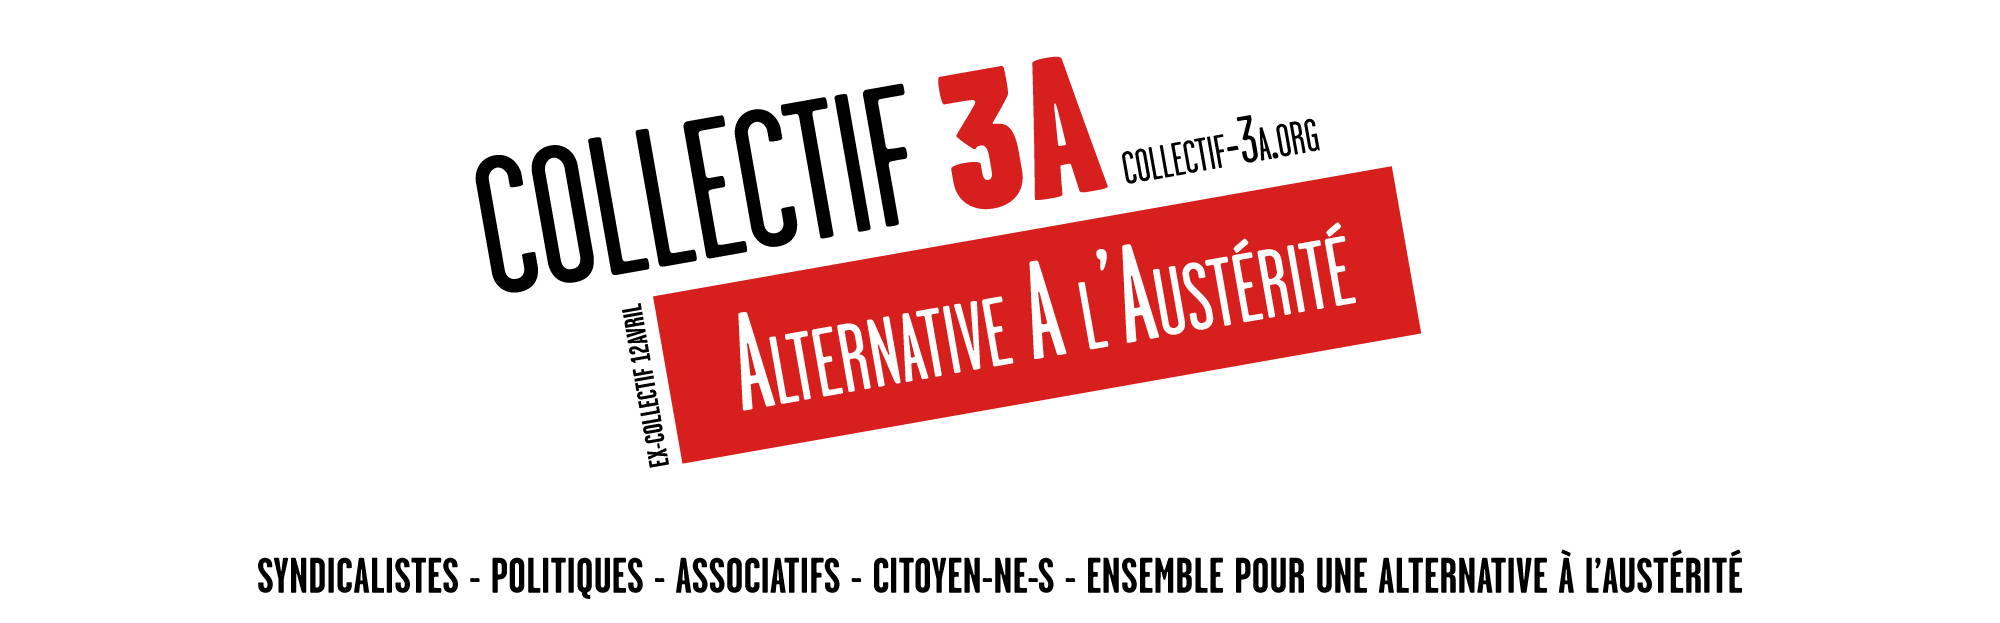 COLLECTIF 3A
COLLECTIF-3A.ORG
ALTERNATIVE A L'AUSTÉRITÉ
EX-COLLECTIF 12AVRIL
SYNDICALISTES - POLITIQUES - ASSOCIATIFS - CITOYEN-NE-S - ENSEMBLE POUR UNE ALTERNATIVE À L'AUSTÉRITÉ